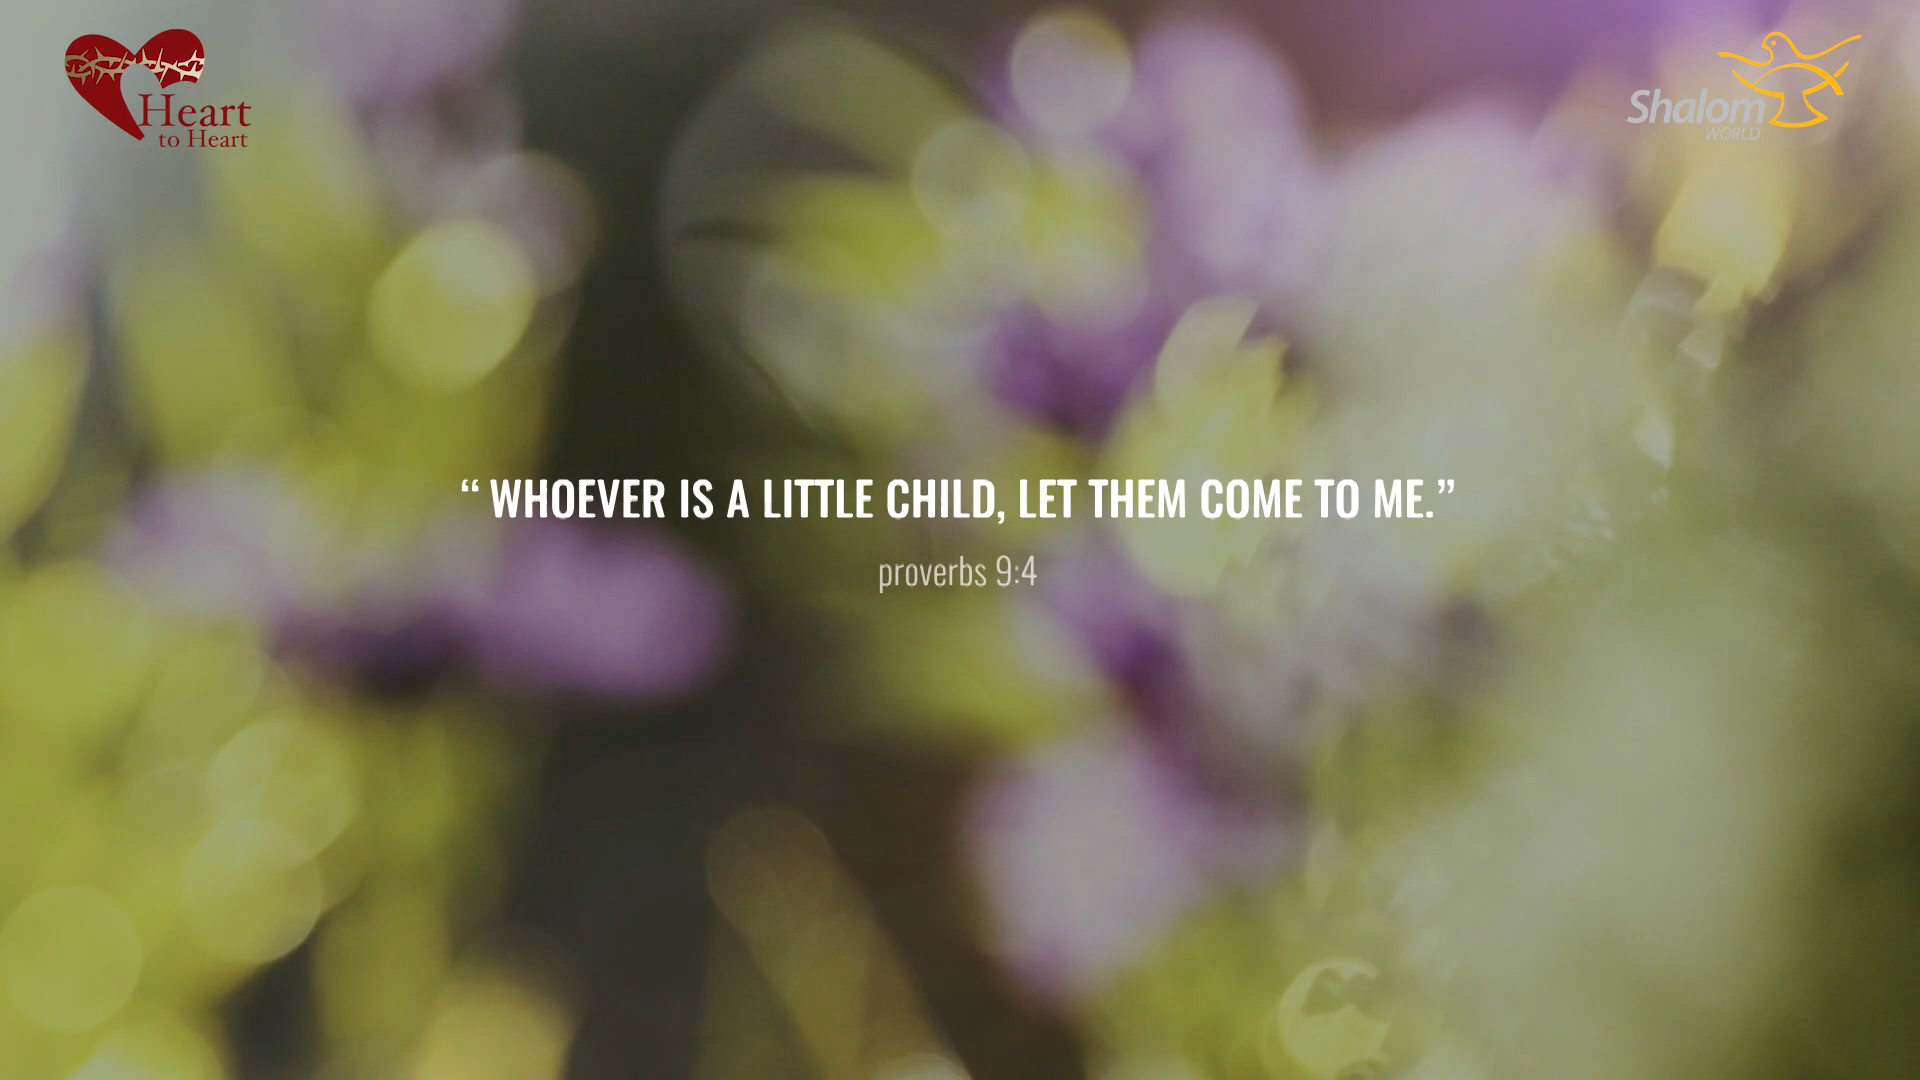 Heart
to Heart
Shalom
WORLD
“ WHOEVER IS A LITTLE CHILD, LET THEM COME TO ME.”
proverbs 9:4